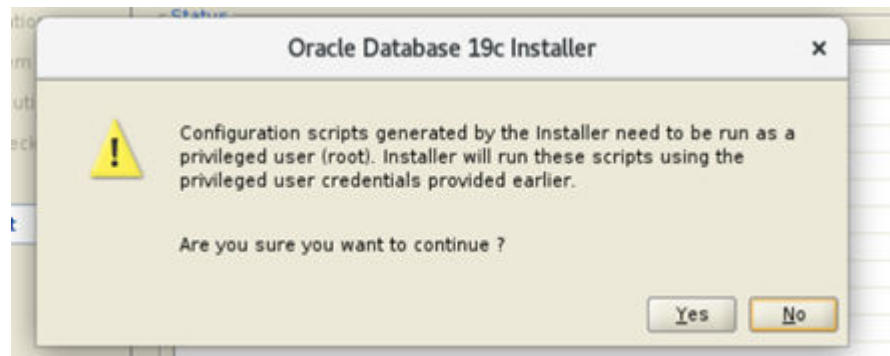 Status
Oracle Database 19c Installer
Configuration scripts generated by the Installer need to be run as a
privileged user (root). Installer will run these scripts using the
privileged user credentials provided earlier.
Are you sure you want to continue ?
Yes
No